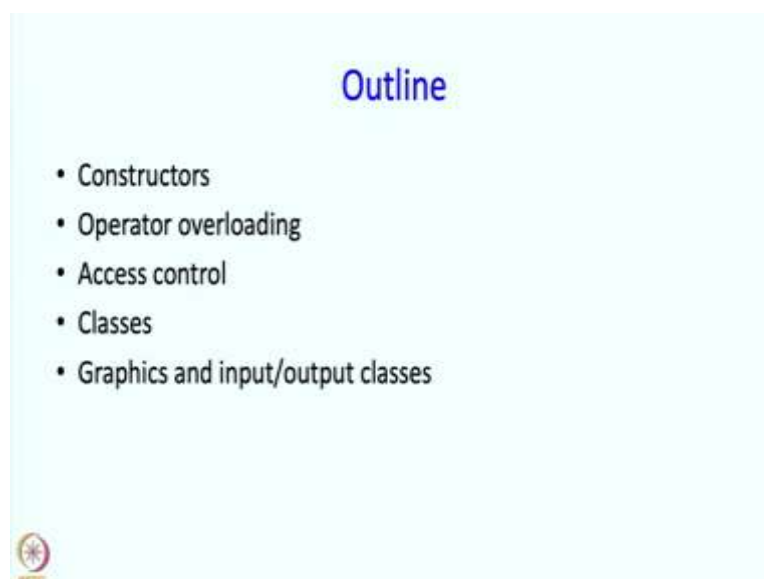 Outline
• Constructors
• Operator overloading
• Access control
• Classes
• Graphics and input/output classes